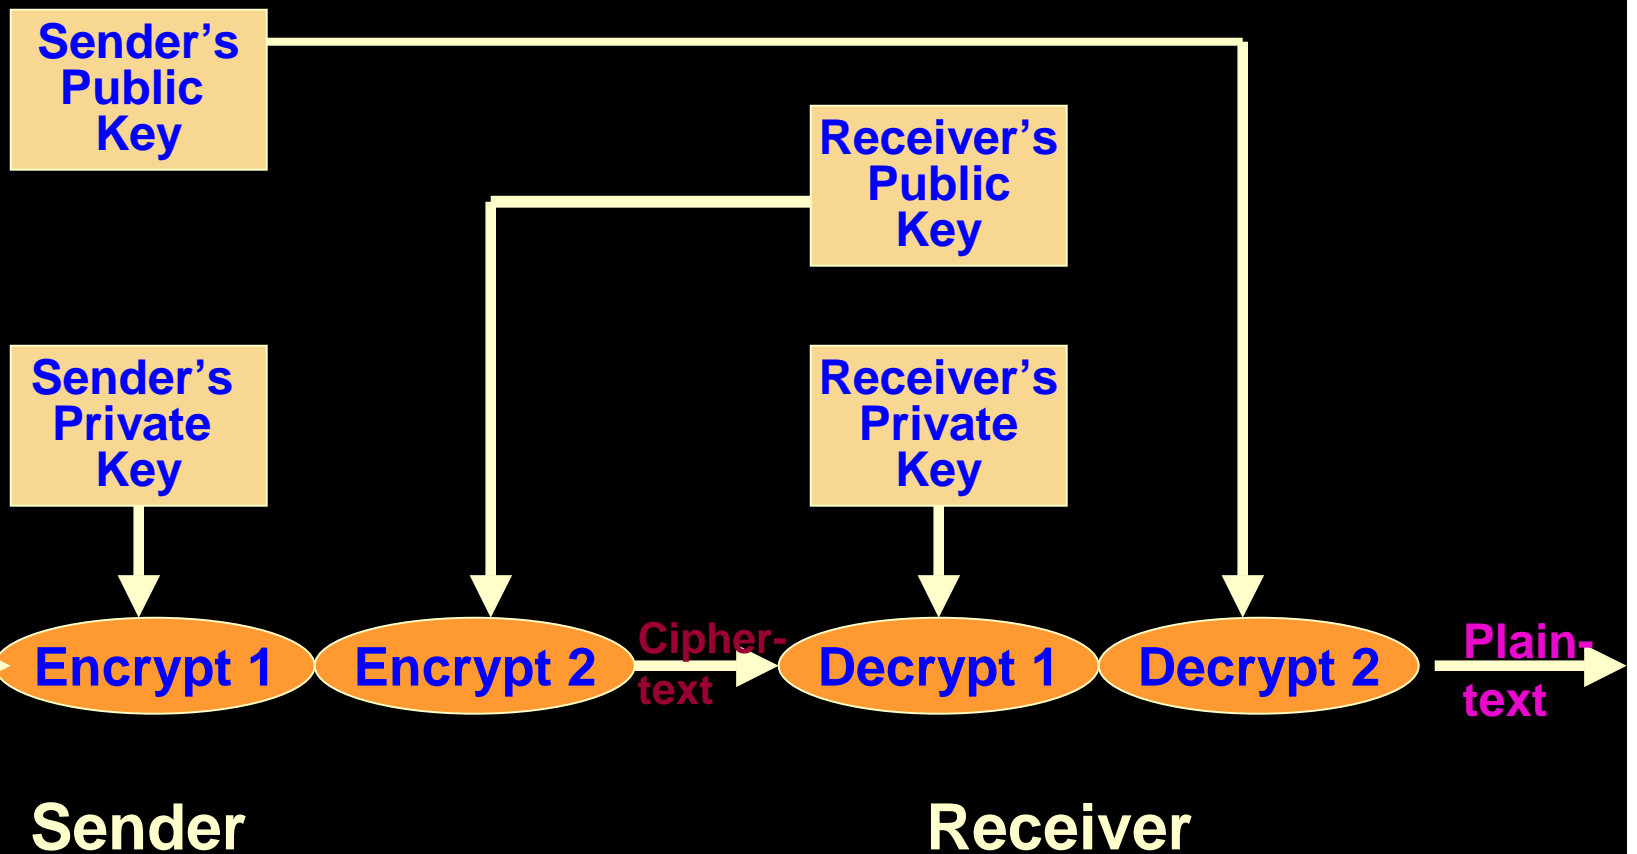 Sender’s
Public
Key
Receiver’s
Public
Key
Sender’s
Private
Key
Receiver’s
Private
Key
Encrypt 1
Encrypt 2
Cipher-
text
Decrypt 1
Decrypt 2
Plain-
text
Sender
Receiver